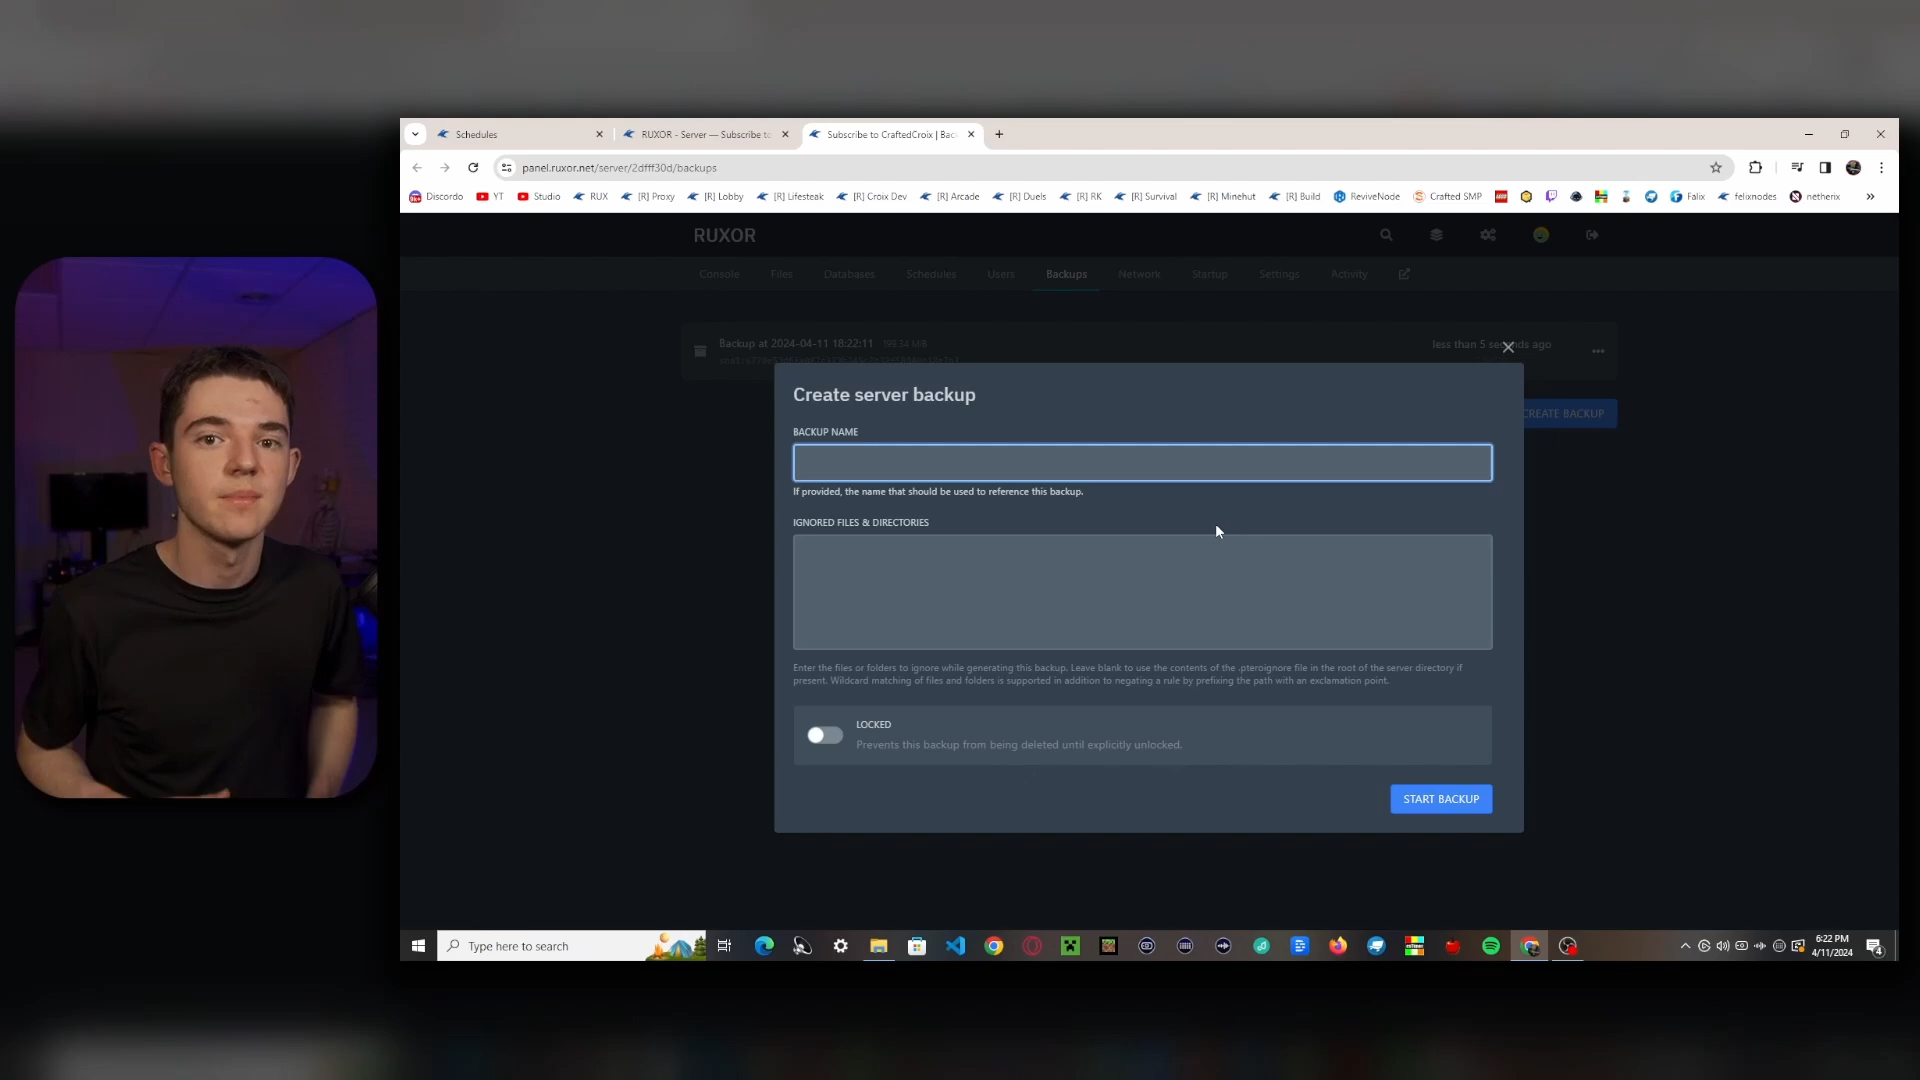 Schedules
RUXOR - Server — Subscribe to
Subscribe to CraftedCroix | Bac
panel.ruxor.net/server/2dfff30d/backups
Discordo YT Studio RUX [R] Proxy [R] Lobby [R] Lifesteak [R] Croix Dev [R] Arcade [R] Duels [R] RK [R] Survival [R] Minehut [R] Build ReviveNode Crafted SMP Falix felixnodes netherix
RUXOR
Console Files Databases Schedules Users Backups Network Startup Settings Activity
Backup at 2024-04-11 18:22:11 199.34 MiB
less than 5 seconds ago
CREATE BACKUP
Create server backup
BACKUP NAME
If provided, the name that should be used to reference this backup.
IGNORED FILES & DIRECTORIES
Enter the files or folders to ignore while generating this backup. Leave blank to use the contents of the .pteroignore file in the root of the server directory if
present. Wildcard matching of files and folders is supported in addition to negating a rule by prefixing the path with an exclamation point.
LOCKED
Prevents this backup from being deleted until explicitly unlocked.
START BACKUP
Type here to search
6:22 PM
4/11/2024
4